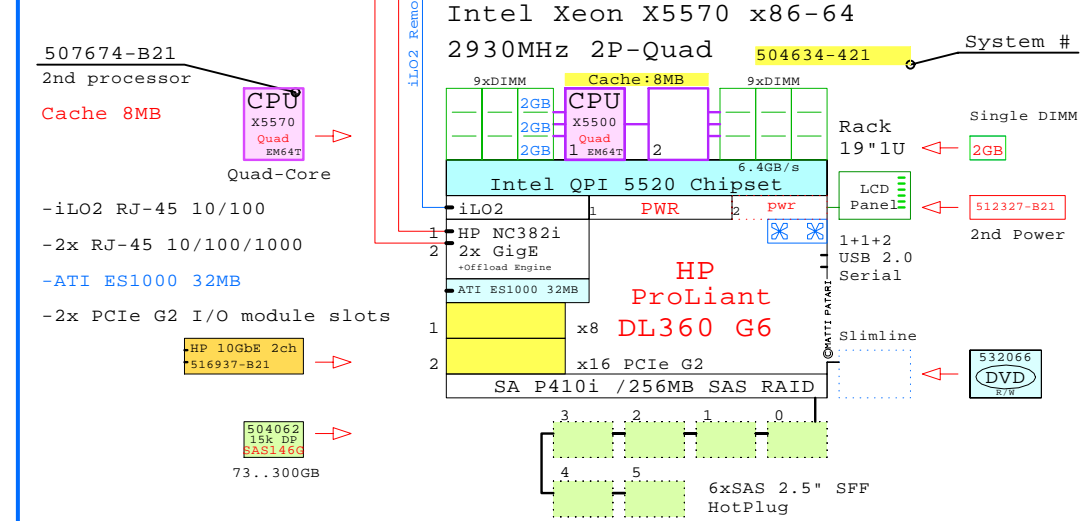 Intel Xeon X5570 x86-64
2930MHz 2P-Quad
504634-421
System #
507674-B21
2nd processor
Cache 8MB
CPU
X5570
Quad
EM64T
Quad-Core
iLO2 Remo
9xDIMM
Cache:8MB
9xDIMM
2GB
2GB
2GB
CPU
X5500
Quad
1 EM64T
2
6.4GB/s
Intel QPI 5520 Chipset
Rack
19"1U
Single DIMM
2GB
LCD
Panel
512327-B21
2nd Power
-iLO2 RJ-45 10/100
-2x RJ-45 10/100/1000
-ATI ES1000 32MB
-2x PCIe G2 I/O module slots
iLO2
1 PWR
2 pwr
1 HP NC382i
2 2x GigE
+Offload Engine
ATI ES1000 32MB
HP
ProLiant
DL360 G6
1+1+2
USB 2.0
Serial
©MATTI PATARI
1 x8
2 x16 PCIe G2
SA P410i /256MB SAS RAID
Slimline
532066
DVD
R/W
HP 10GbE 2ch
516937-B21
504062
15k DP
SAS146G
73..300GB
3 2 1 0
4 5
6xSAS 2.5" SFF
HotPlug